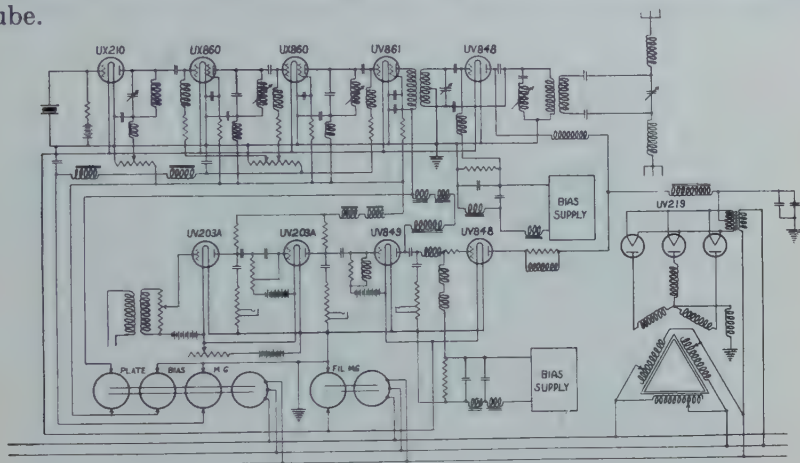 ube.
UX210 UX860 UX860 UV861 UV848
BIAS
SUPPLY
UV219
UV203A UV203A UV849 UV848
PLATE BIAS M G FIL MG
BIAS
SUPPLY